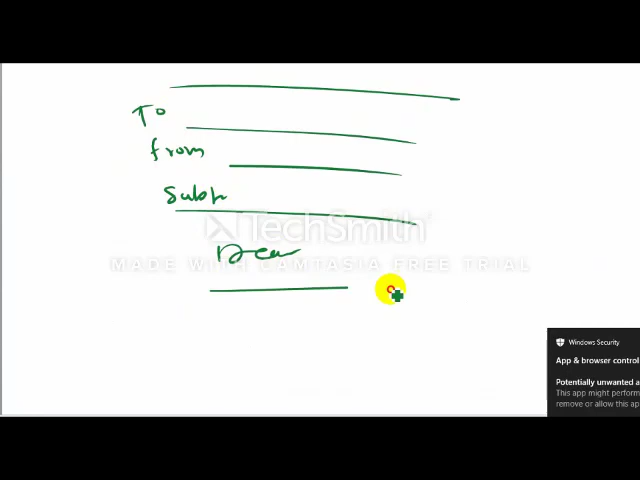 To
from
Subj
TechSmith
Dear
MADE WITH CAMTASIA FREE TRIAL
Windows Security
App & browser control
Potentially unwanted a
This app might perform
remove or allow this ap